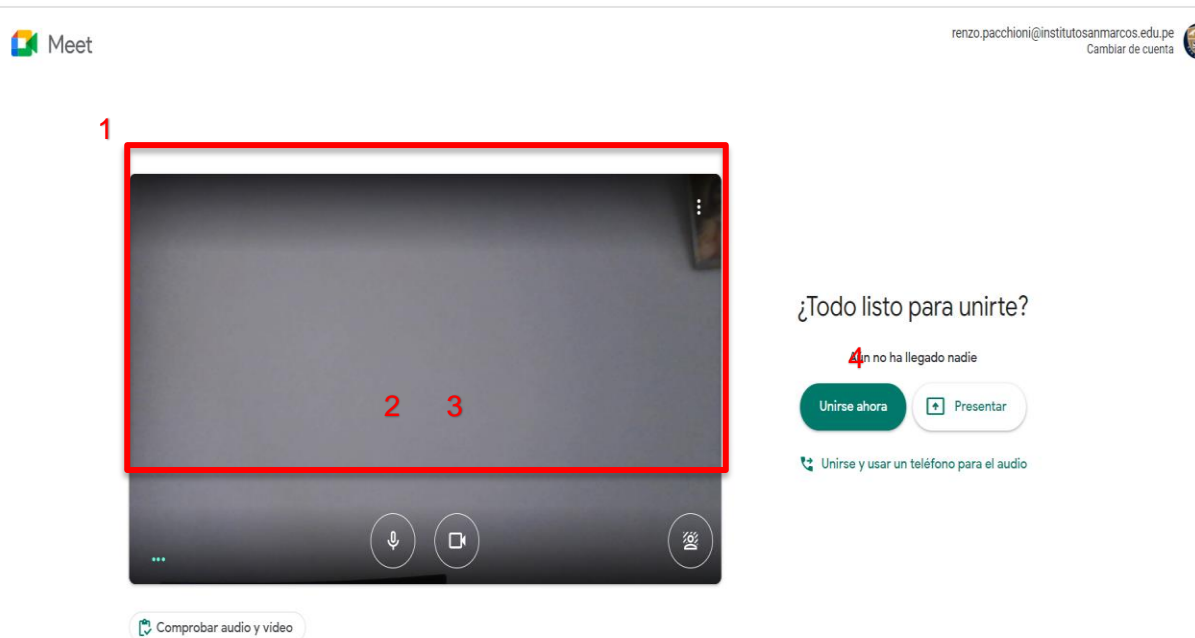 Meet
renzo.pacchioni@institutosanmarcos.edu.pe
Cambiar de cuenta
1
¿Todo listo para unirte?
4
Aún no ha llegado nadie
2 3
Unirse ahora
Presentar
Unirse y usar un teléfono para el audio
Comprobar audio y vídeo